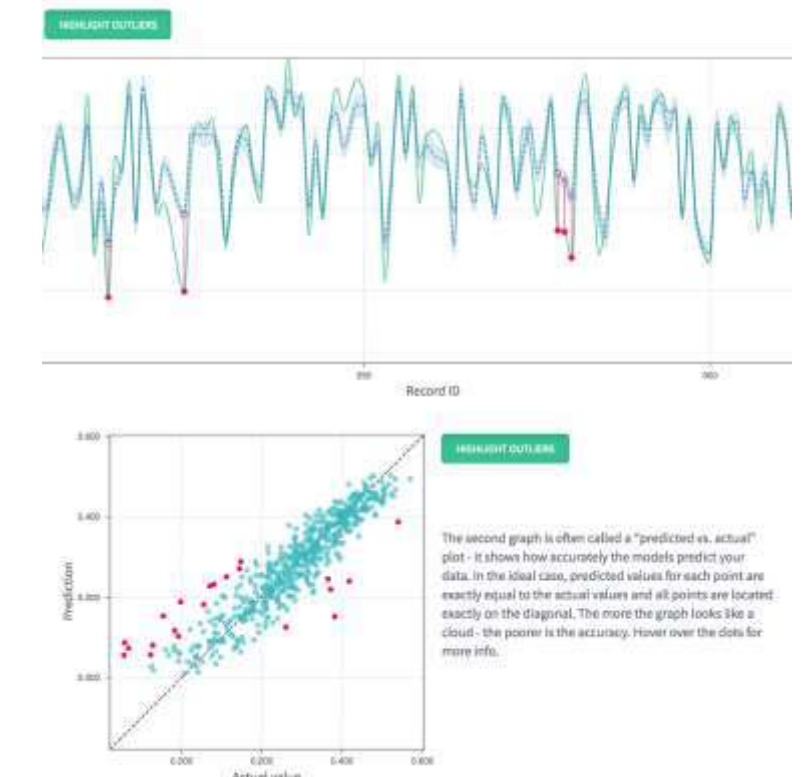 HIGHLIGHT OUTLIERS
Record ID
HIGHLIGHT OUTLIERS
The second graph is often called a "predicted vs. actual"
plot - it shows how accurately the models predict your
data. In the ideal case, predicted values for each point are
exactly equal to the actual values and all points are located
exactly on the diagonal. The more the graph looks like a
cloud - the poorer is the accuracy. Hover over the dots for
more info.
Prediction
0.600
0.400
0.200
0.000
0.000 0.200 0.400 0.600
Actual value